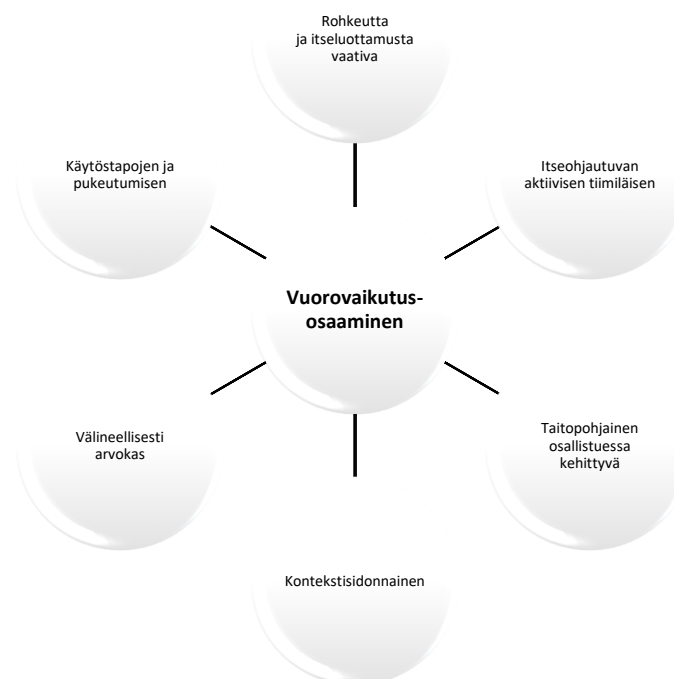 Rohkeutta
ja itseluottamusta
vaativa
Käytöstapojen ja
pukeutumisen
Itseohjautuvan
aktiivisen tiimiläisen
Vuorovaikutus-
osaaminen
Välineellisesti
arvokas
Taitopohjainen
osallistuessa
kehittyvä
Kontekstisidonnainen